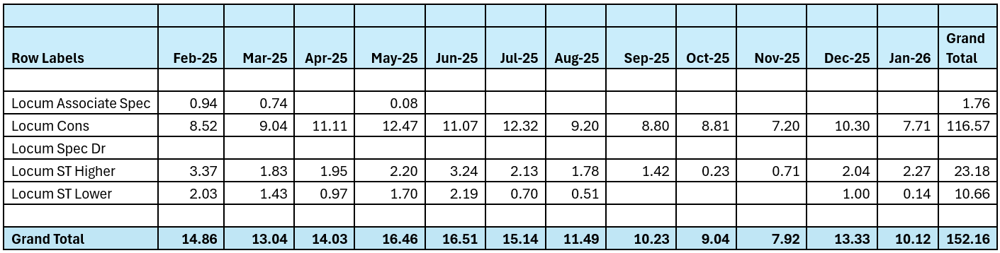 Grand
Row Labels Feb-25 Mar-25 Apr-25 May-25 Jun-25 Jul-25 Aug-25 Sep-25 Oct-25 Nov-25 Dec-25 Jan-26 Total
Locum Associate Spec 0.94 0.74 0.08 1.76
Locum Cons 8.52 9.04 11.11 12.47 11.07 12.32 9.20 8.80 8.81 7.20 10.30 7.71 116.57
Locum Spec Dr
Locum ST Higher 3.37 1.83 1.95 2.20 3.24 2.13 1.78 1.42 0.23 0.71 2.04 2.27 23.18
Locum ST Lower 2.03 1.43 0.97 1.70 2.19 0.70 0.51 1.00 0.14 10.66
Grand Total 14.86 13.04 14.03 16.46 16.51 15.14 11.49 10.23 9.04 7.92 13.33 10.12 152.16